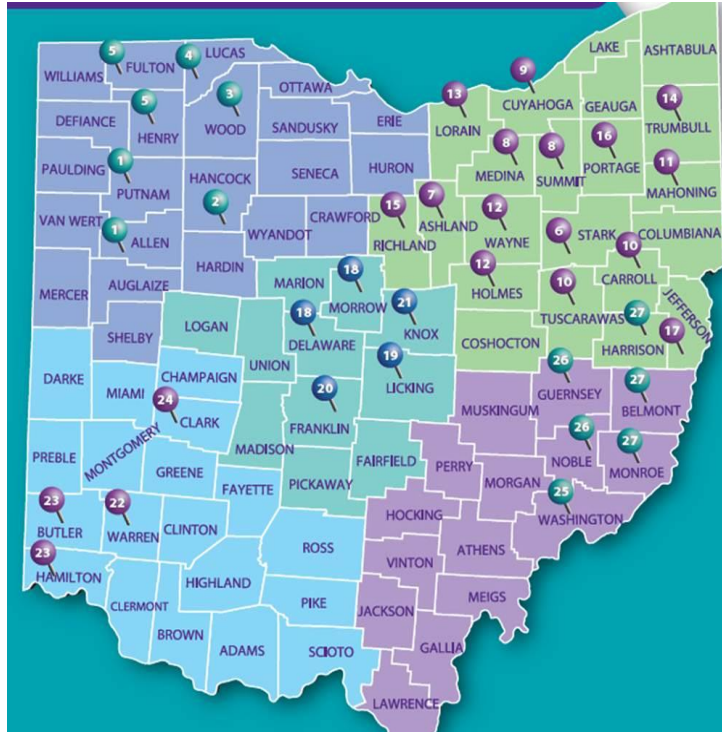 LAKE
ASHTABULA
5
4
LUCAS
FULTON
WILLIAMS
9
CUYAHOGA
GEAUGA
OTTAWA
3
5
13
14
LORAIN
TRUMBULL
DEFIANCE
HENRY
WOOD
SANDUSKY
ERIE
8
8
16
MEDINA
SUMMIT
PORTAGE
1
PAULDING
PUTNAM
HANCOCK
SENECA
HURON
11
MAHONING
2
15
7
12
VAN WERT
1
ALLEN
WYANDOT
CRAWFORD
RICHLAND
ASHLAND
WAYNE
6
STARK
COLUMBIANA
HARDIN
10
MERCER
AUGLAIZE
MARION
18
12
HOLMES
10
CARROLL
JEFFERSON
MORROW
21
KNOX
SHELBY
LOGAN
18
DELAWARE
TUSCARAWAS
27
17
HARRISON
COSHOCTON
UNION
19
LICKING
26
GUERNSEY
27
BELMONT
DARKE
MIAMI
CHAMPAIGN
24
CLARK
20
FRANKLIN
MUSKINGUM
MONTGOMERY
MADISON
26
NOBLE
27
MONROE
PREBLE
GREENE
FAYETTE
PICKAWAY
FAIRFIELD
PERRY
MORGAN
23
BUTLER
22
WARREN
CLINTON
HOCKING
25
WASHINGTON
23
HAMILTON
ROSS
ATHENS
VINTON
HIGHLAND
CLERMONT
PIKE
JACKSON
MEIGS
BROWN
ADAMS
SCIOTO
GALLIA
LAWRENCE